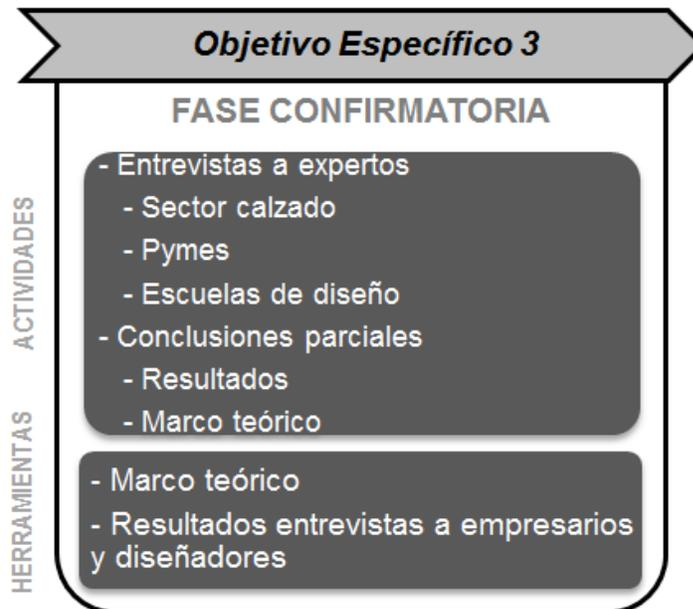 Objetivo Específico 3
FASE CONFIRMATORIA
ACTIVIDADES
- Entrevistas a expertos
- Sector calzado
- Pymes
- Escuelas de diseño
- Conclusiones parciales
- Resultados
- Marco teórico
HERRAMIENTAS
- Marco teórico
- Resultados entrevistas a empresarios
y diseñadores